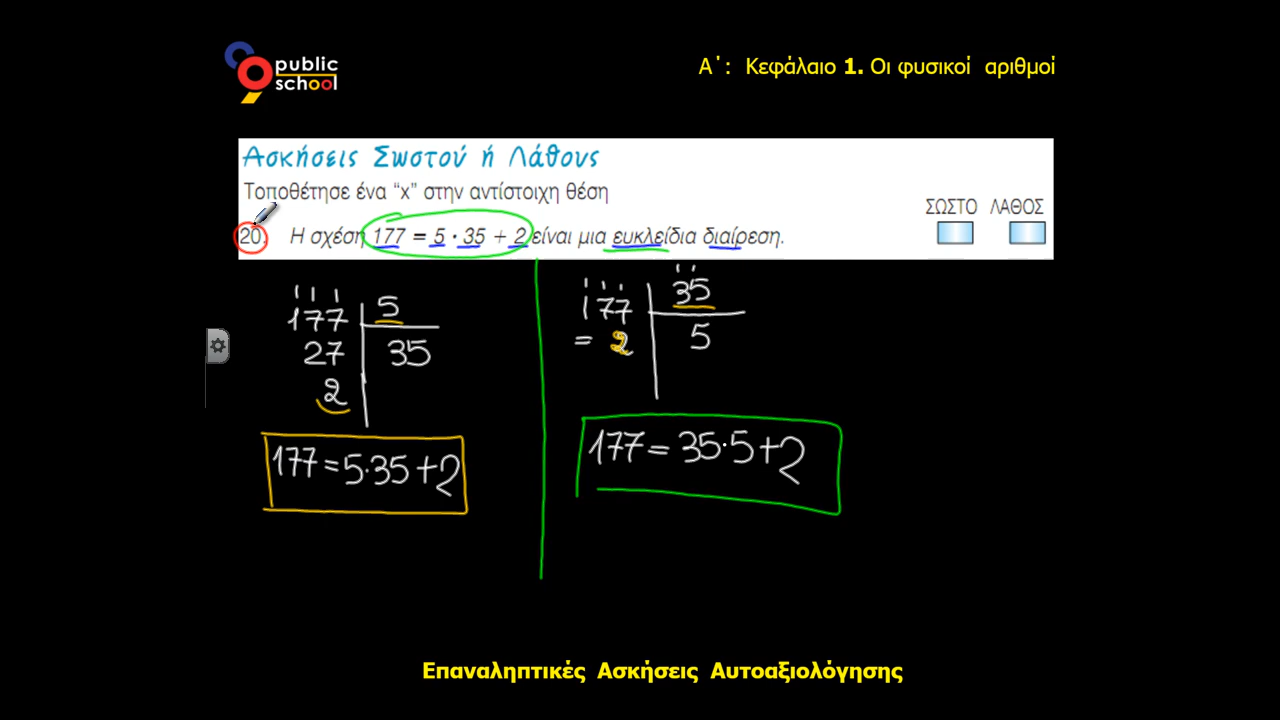 public
school
Α΄: Κεφάλαιο 1. Οι φυσικοί αριθμοί
Ασκήσεις Σωστού ή Λάθους
Τοποθέτησε ένα “x” στην αντίστοιχη θέση
ΣΩΣΤΟ ΛΑΘΟΣ
20. Η σχέση 177 = 5 · 35 + 2 είναι μια ευκλείδια διαίρεση.
177 5
27 35
2
177 = 5·35 + 2
177 35
= 2 5
177 = 35·5 + 2
Επαναληπτικές Ασκήσεις Αυτοαξιολόγησης